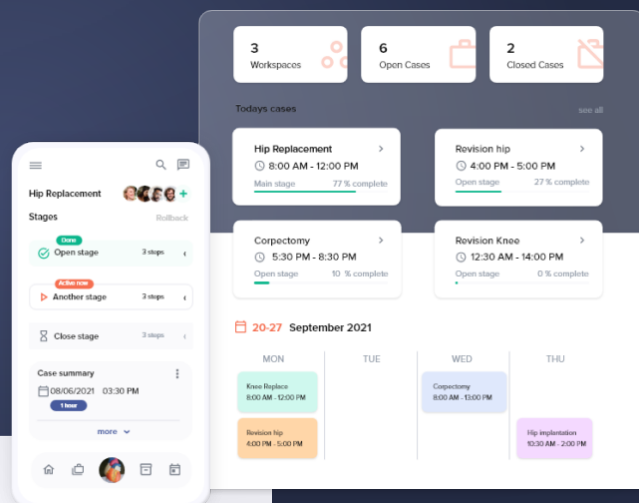 3
Workspaces
6
Open Cases
2
Closed Cases
Todays cases
see all
Hip Replacement
8:00 AM - 12:00 PM
Main stage 77 % complete
Revision hip
4:00 PM - 5:00 PM
Open stage 27 % complete
Corpectomy
5:30 PM - 8:30 PM
Open stage 10 % complete
Revision Knee
12:30 AM - 14:00 PM
Open stage 0 % complete
20-27 September 2021
MON TUE WED THU
Knee Replace
8:00 AM - 12:00 PM
Corpectomy
8:00 AM - 13:00 PM
Revision hip
4:00 PM - 5:00 PM
Hip implantation
10:30 AM - 2:00 PM
Hip Replacement
Stages
Rollback
Done
Open stage 3 steps
Active now
Another stage 3 steps
Close stage 3 steps
Case summary
08/06/2021 03:30 PM
1 hour
more